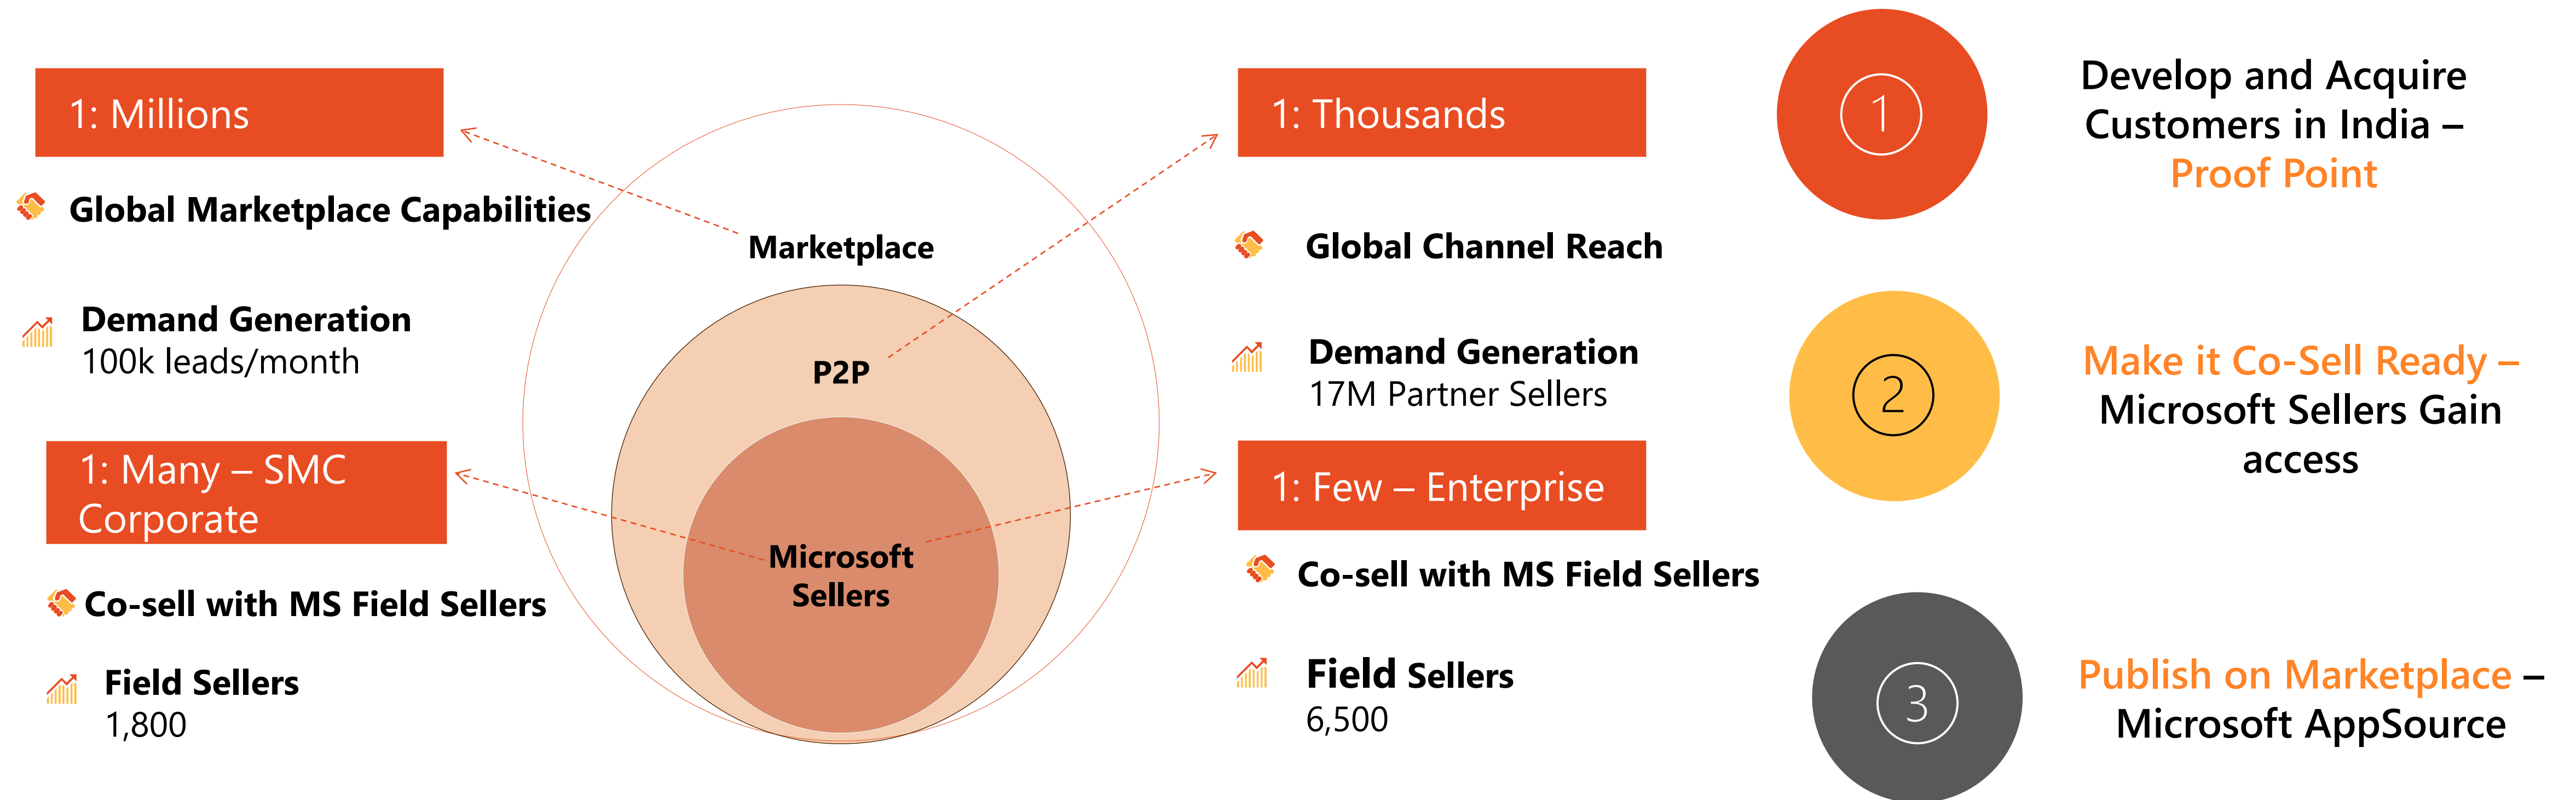 1: Millions
Global Marketplace Capabilities
Demand Generation
100k leads/month
1: Many – SMC
Corporate
Co-sell with MS Field Sellers
Field Sellers
1,800
Marketplace
P2P
Microsoft
Sellers
1: Thousands
Global Channel Reach
Demand Generation
17M Partner Sellers
1: Few – Enterprise
Co-sell with MS Field Sellers
Field Sellers
6,500
1
Develop and Acquire
Customers in India –
Proof Point
2
Make it Co-Sell Ready –
Microsoft Sellers Gain
access
3
Publish on Marketplace –
Microsoft AppSource